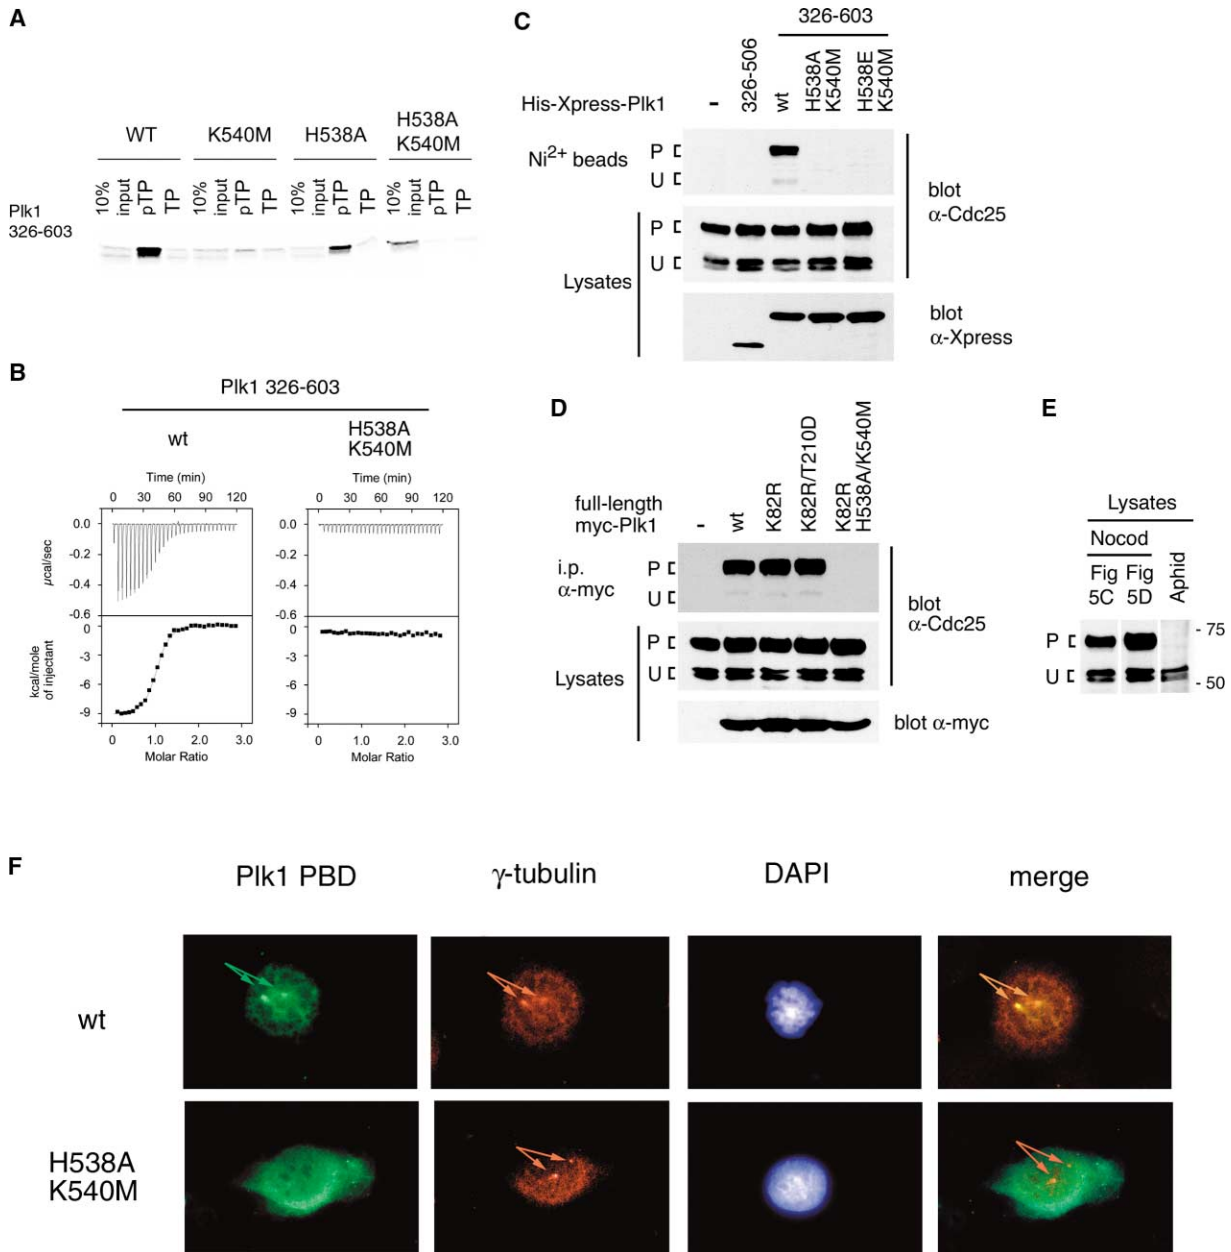 A
WT K540M H538A H538A K540M
10% input pTP TP 10% input pTP TP 10% input pTP TP 10% input pTP TP
Plk1
326-603
B
Plk1 326-603
wt
H538A
K540M
Time (min) Time (min)
0 30 60 90 120 0 30 60 90 120
µcal/sec
0.0 0.0
-0.2 -0.2
-0.4 -0.4
-0.6 -0.6
kcal/mole
of injectant
0 0
-3 -3
-6 -6
-9 -9
0 1.0 2.0 3.0 0 1.0 2.0 3.0
Molar Ratio Molar Ratio
C
326-603
His-Xpress-Plk1 - 326-506 wt H538A K540M H538E K540M
Ni2+ beads
P
U
blot
α-Cdc25
Lysates
P
U
blot
α-Xpress
D
full-length
myc-Plk1
- wt K82R K82R/T210D K82R H538A/K540M
i.p.
α-myc
P
U
blot
α-Cdc25
Lysates
P
U
blot α-myc
E
Lysates
Nocod
Fig 5C Fig 5D Aphid
P
U
- 75
- 50
F
Plk1 PBD γ-tubulin DAPI merge
wt
H538A
K540M